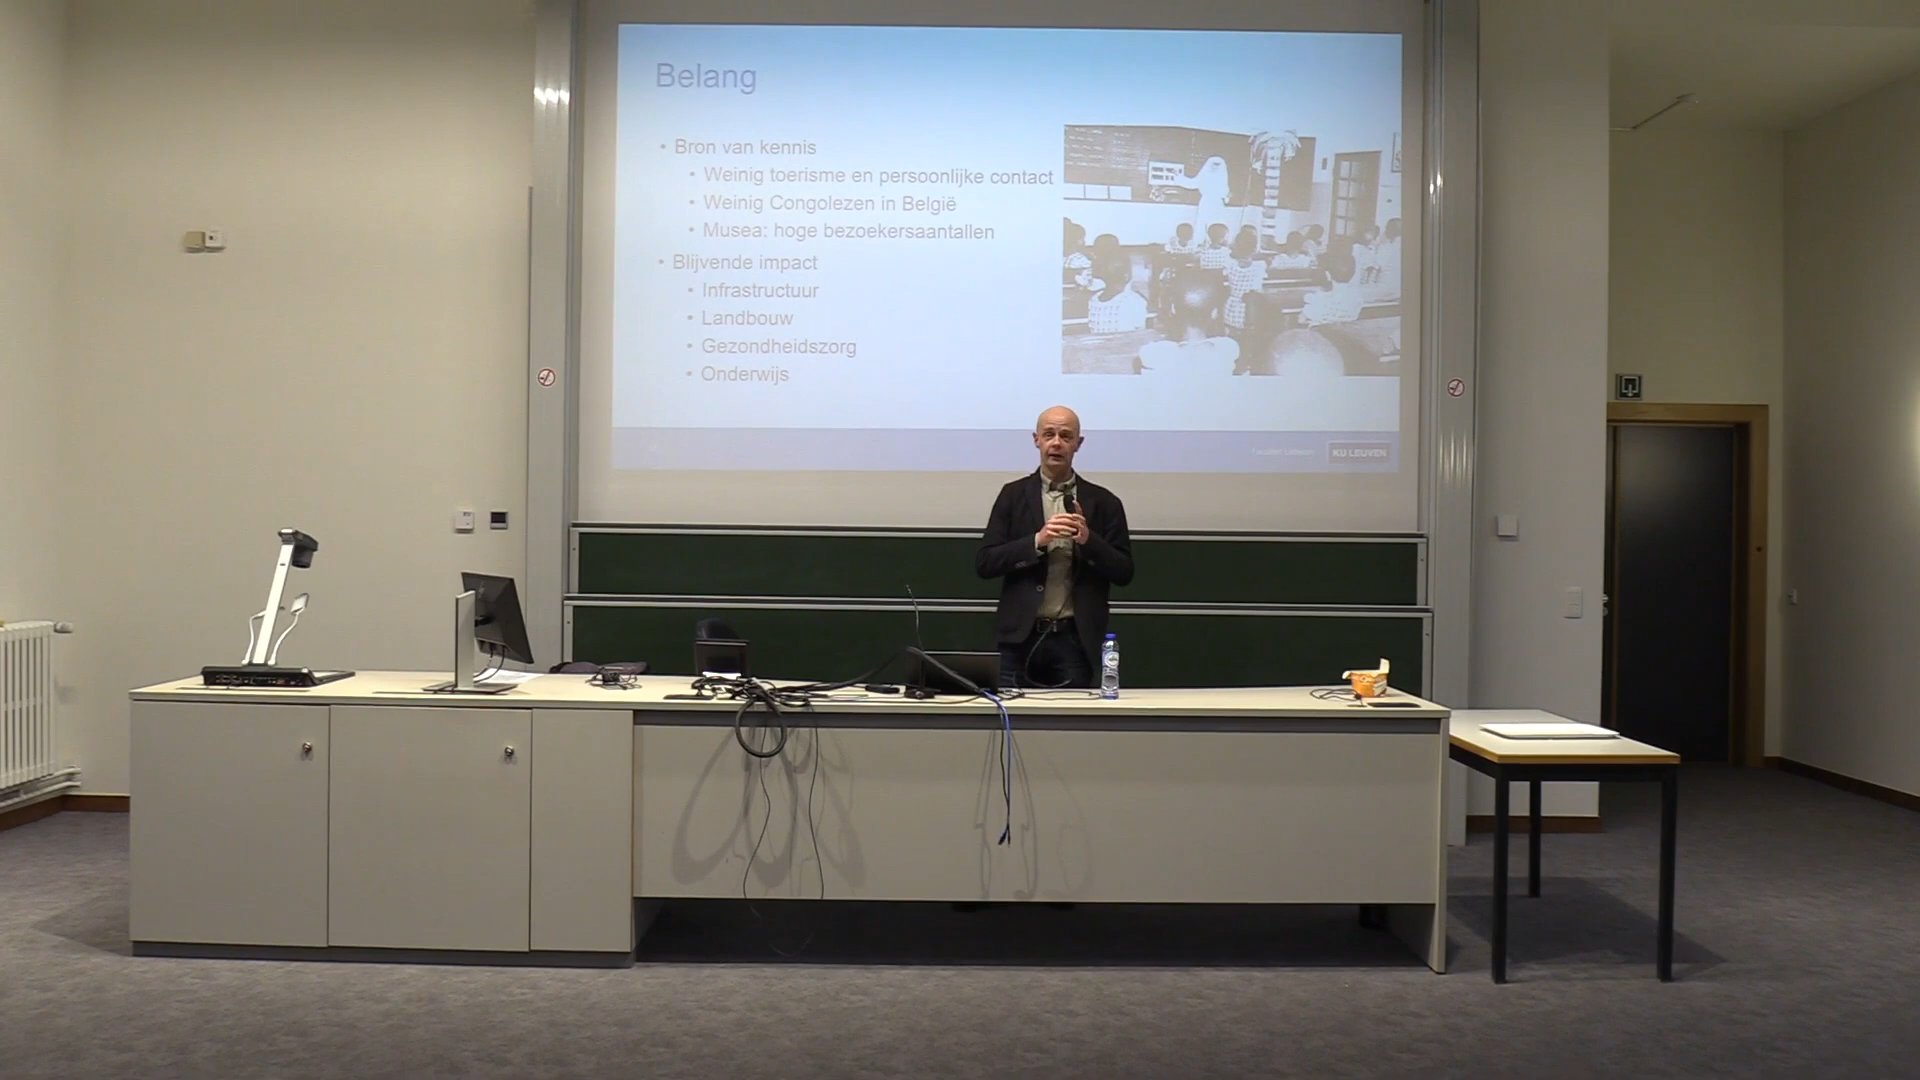 Belang
• Bron van kennis
• Weinig toerisme en persoonlijke contact
• Weinig Congolezen in België
• Musea: hoge bezoekersaantallen
• Blijvende impact
• Infrastructuur
• Landbouw
• Gezondheidszorg
• Onderwijs
KU LEUVEN